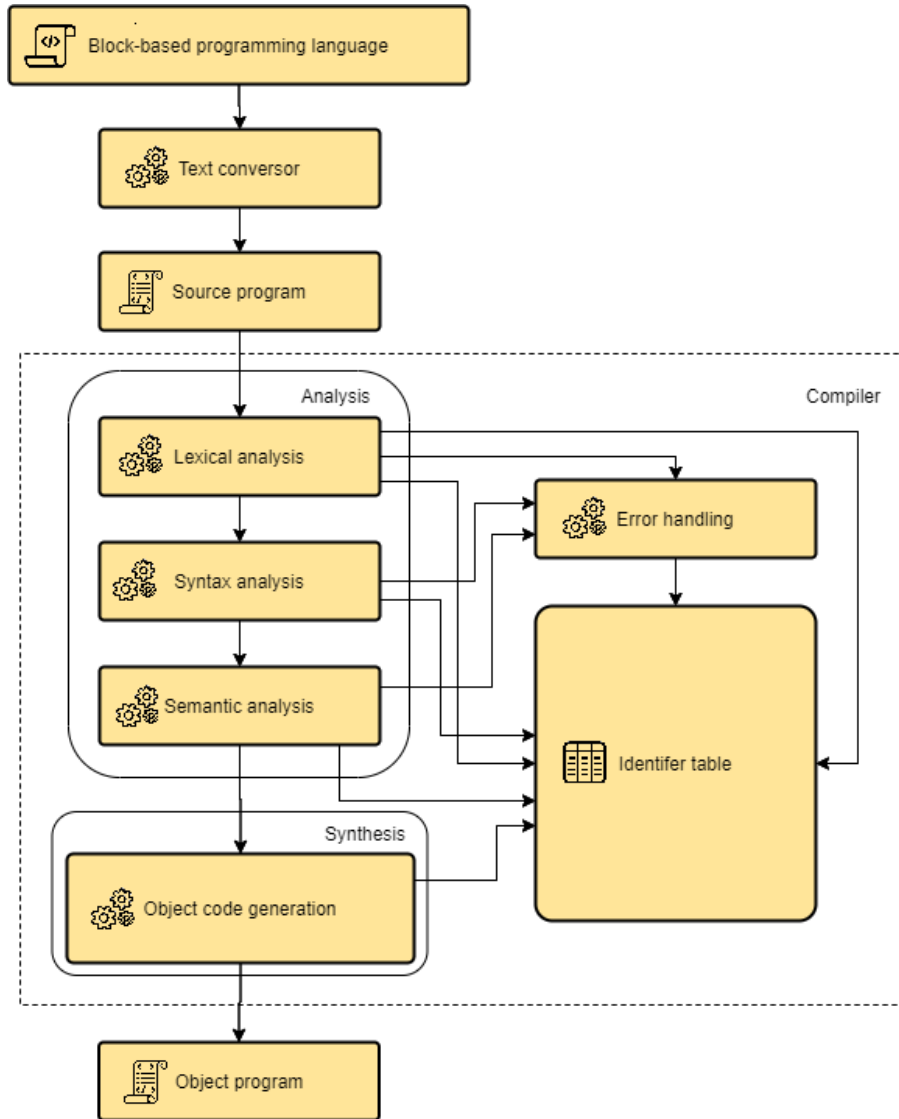 Block-based programming language
Text conversor
Source program
Analysis
Compiler
Lexical analysis
Error handling
Syntax analysis
Semantic analysis
Identifer table
Synthesis
Object code generation
Object program